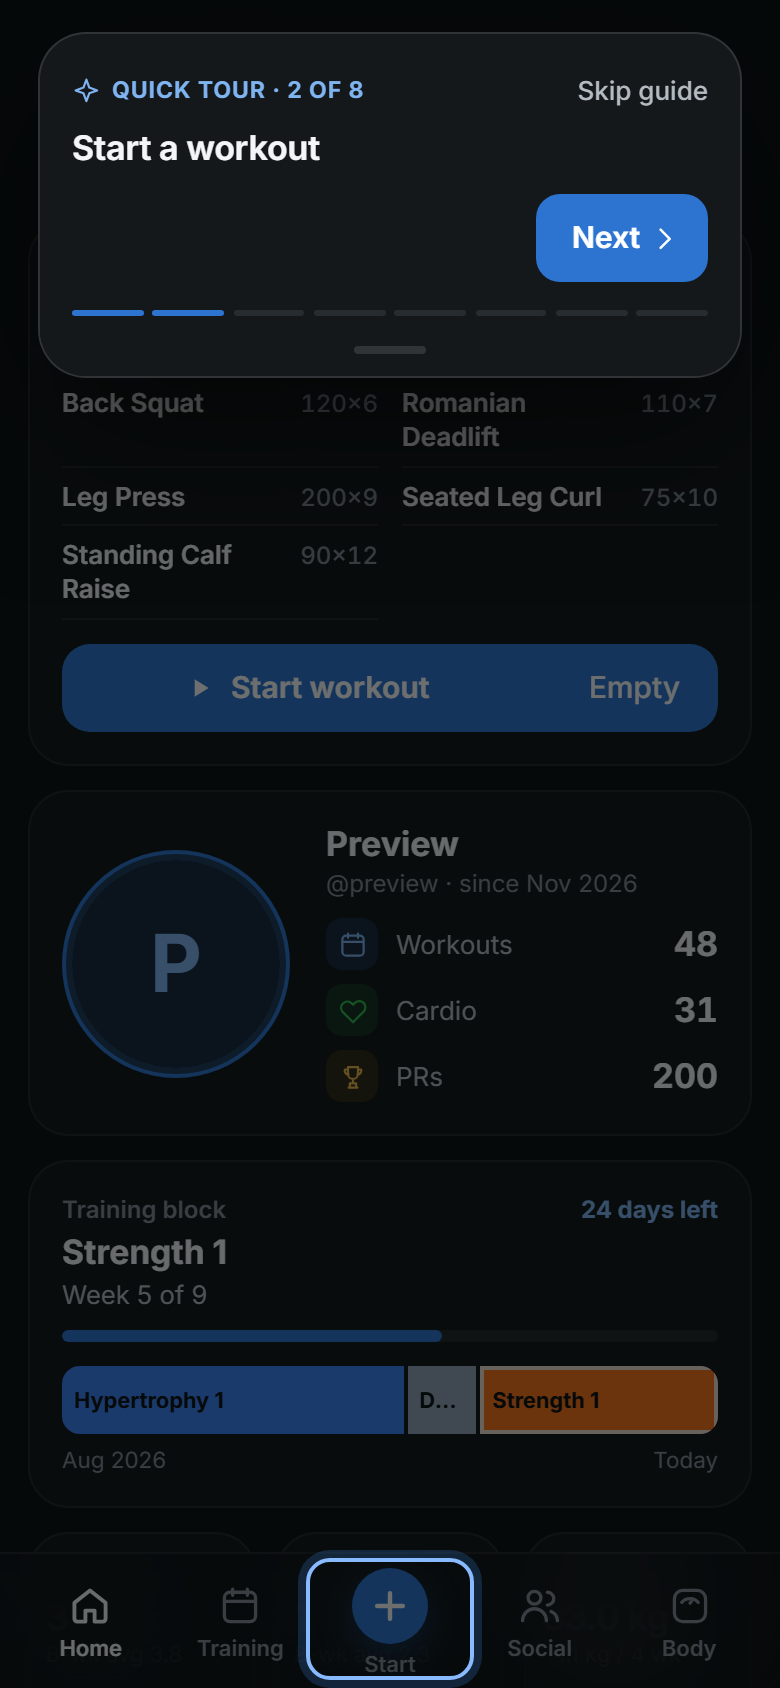 QUICK TOUR · 2 OF 8
Skip guide
Start a workout
Next
Back Squat 120×6
Romanian Deadlift 110×7
Leg Press 200×9
Seated Leg Curl 75×10
Standing Calf Raise 90×12
Start workout
Empty
P
Preview
@preview · since Nov 2026
Workouts 48
Cardio 31
PRs 200
Training block
24 days left
Strength 1
Week 5 of 9
Hypertrophy 1
D...
Strength 1
Aug 2026
Today
Home
Training
Start
Social
Body